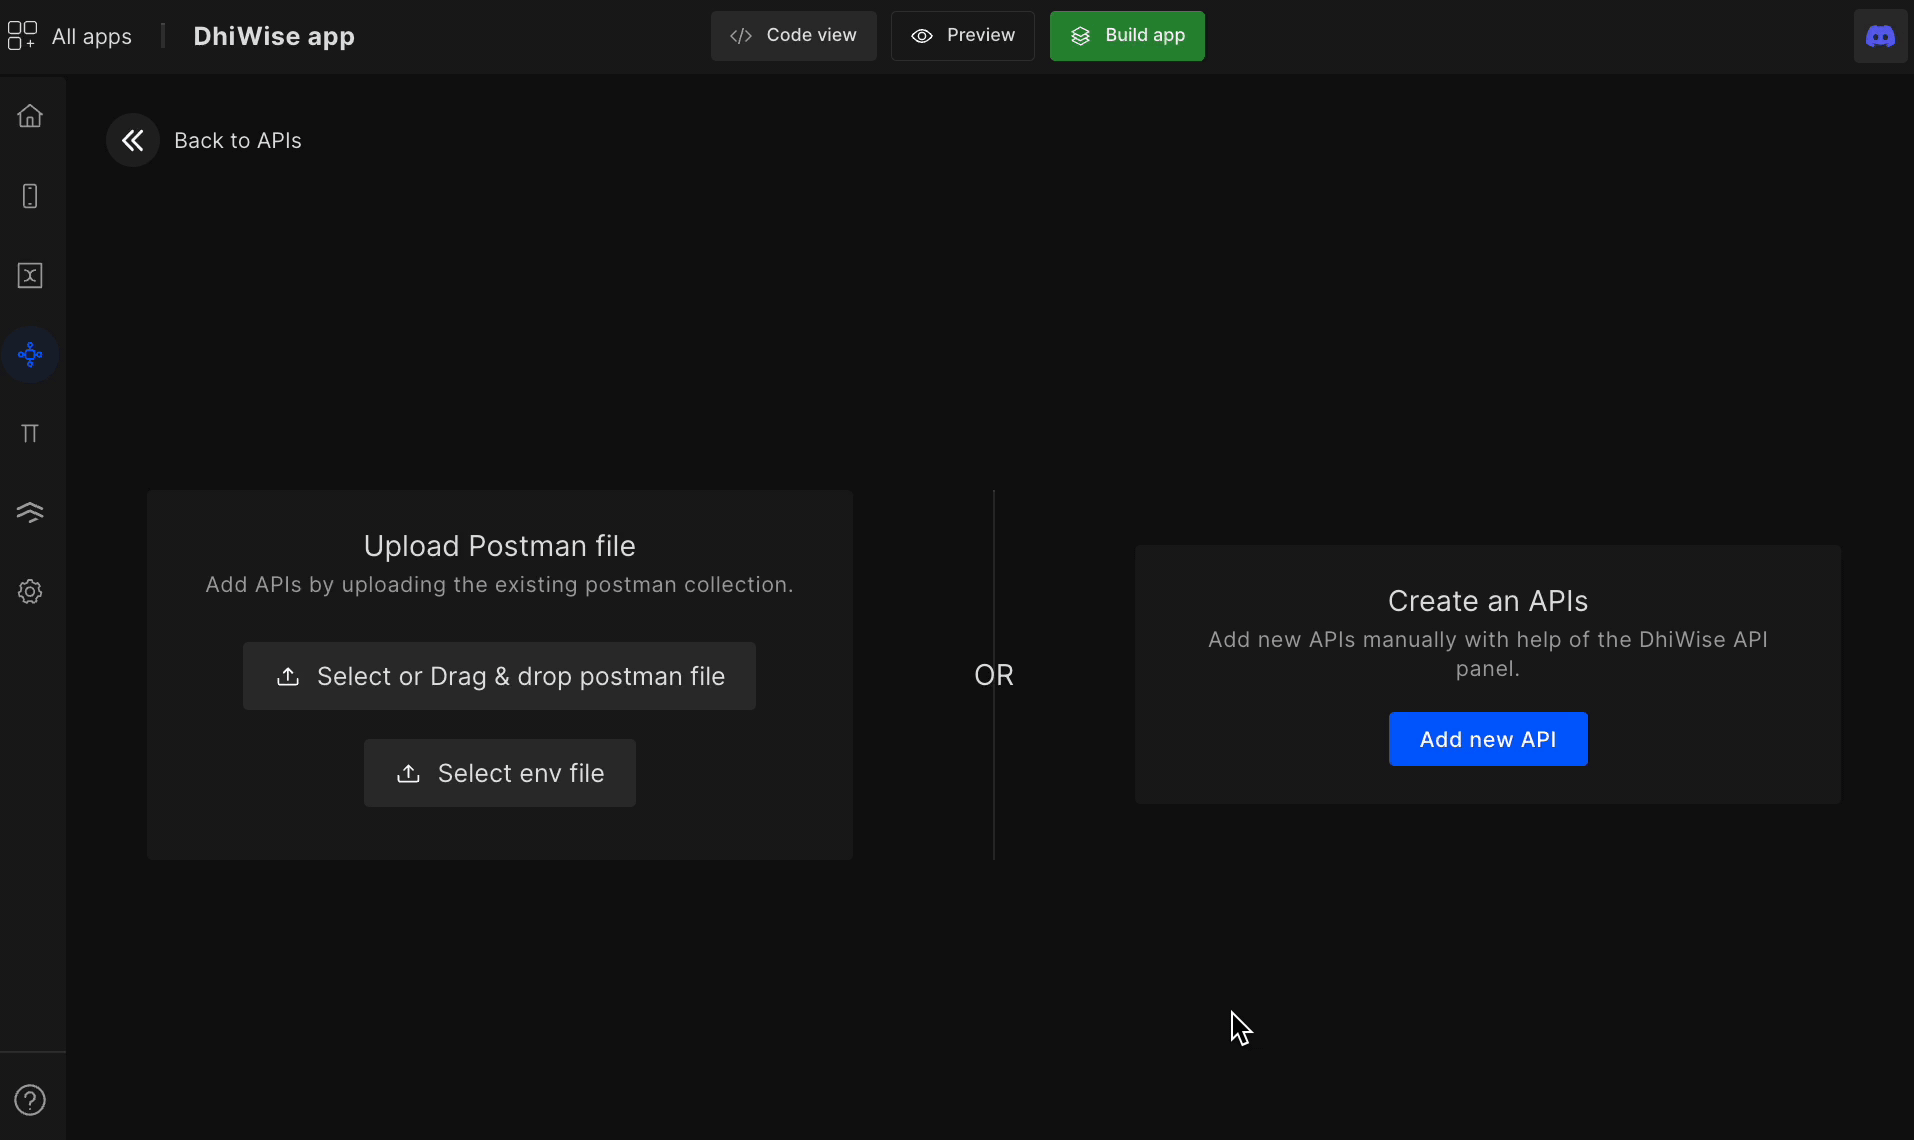 All apps
DhiWise app
Code view
Preview
Build app
Back to APIs
Upload Postman file
Add APIs by uploading the existing postman collection.
Select or Drag & drop postman file
Select env file
OR
Create an APIs
Add new APIs manually with help of the DhiWise API
panel.
Add new API